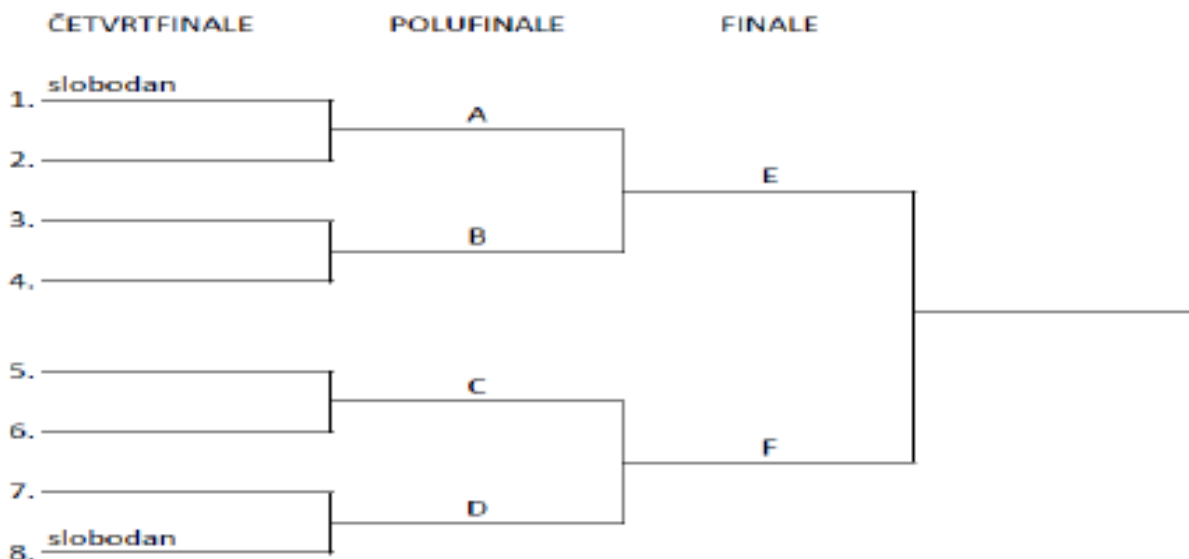 ČETVRTFINALE POLUFINALE FINALE
1. slobodan
A
2.
E
3.
B
4.
5.
C
6.
F
7.
D
8. slobodan